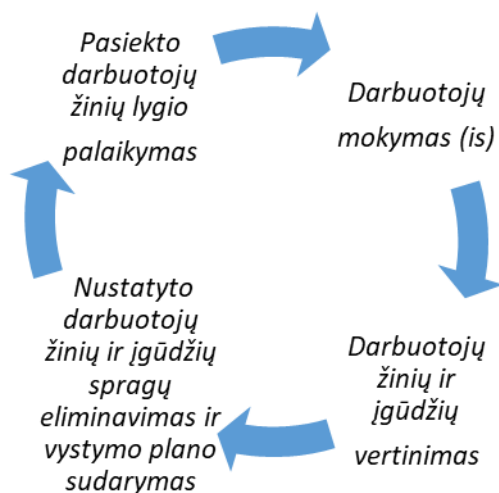 Pasiekto
darbuotojų
žinių lygio
palaikymas
Darbuotojų
mokymas (is)
Darbuotojų
žinių ir
įgūdžių
vertinimas
Nustatyto
darbuotojų
žinių ir įgūdžių
spragų
eliminavimas ir
vystymo plano
sudarymas